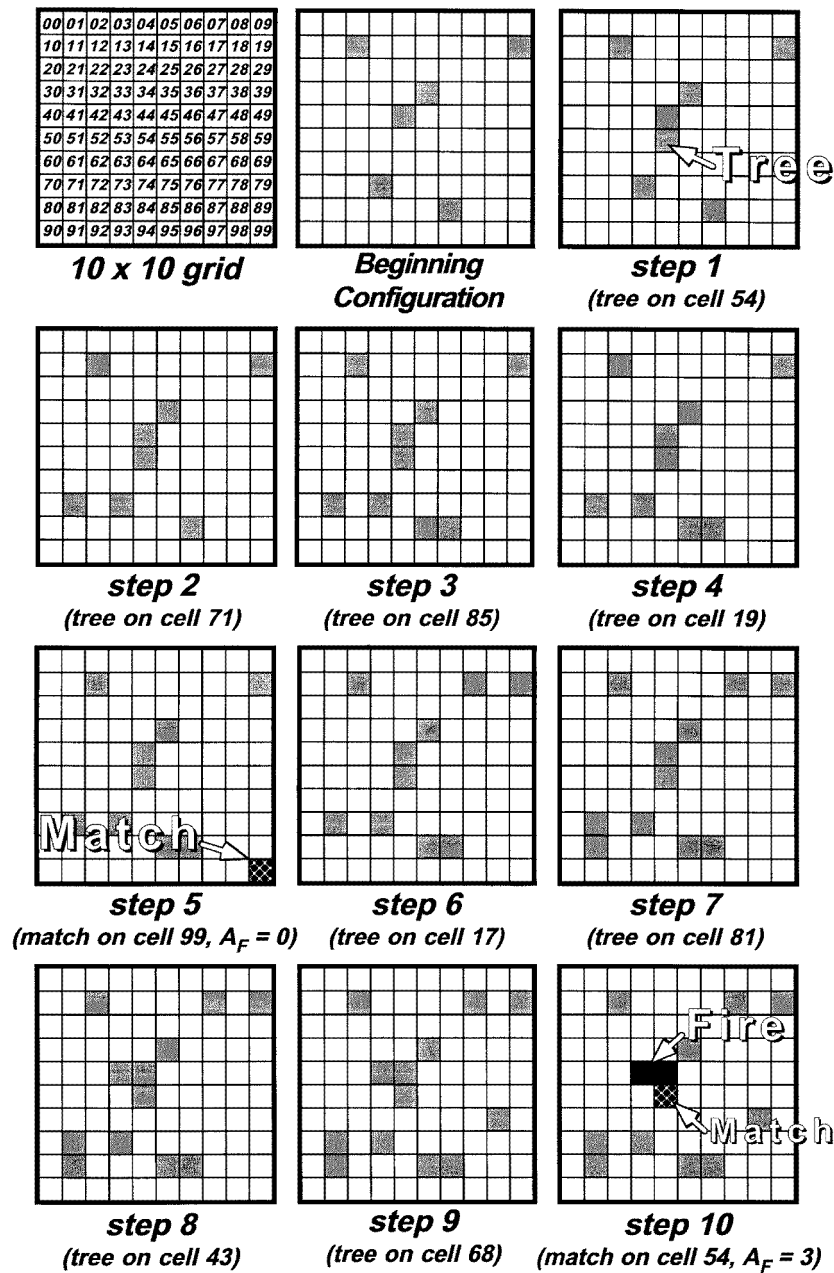 00 01 02 03 04 05 06 07 08 09
10 11 12 13 14 15 16 17 18 19
20 21 22 23 24 25 26 27 28 29
30 31 32 33 34 35 36 37 38 39
40 41 42 43 44 45 46 47 48 49
50 51 52 53 54 55 56 57 58 59
60 61 62 63 64 65 66 67 68 69
70 71 72 73 74 75 76 77 78 79
80 81 82 83 84 85 86 87 88 89
90 91 92 93 94 95 96 97 98 99
10 x 10 grid
Beginning
Configuration
Tree
step 1
(tree on cell 54)
step 2
(tree on cell 71)
step 3
(tree on cell 85)
step 4
(tree on cell 19)
Match
step 5
(match on cell 99, A_F = 0)
step 6
(tree on cell 17)
step 7
(tree on cell 81)
step 8
(tree on cell 43)
step 9
(tree on cell 68)
Fire
Match
step 10
(match on cell 54, A_F = 3)